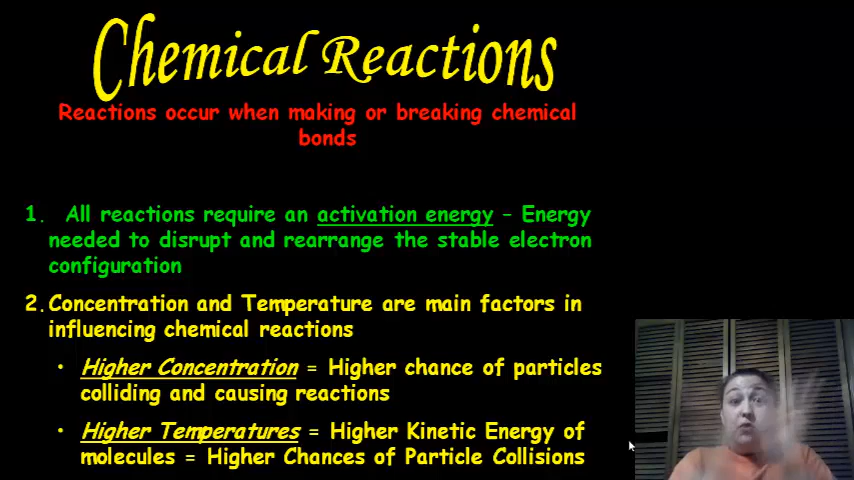 Chemical Reactions
Reactions occur when making or breaking chemical
bonds
1. All reactions require an activation energy – Energy
needed to disrupt and rearrange the stable electron
configuration
2. Concentration and Temperature are main factors in
influencing chemical reactions
• Higher Concentration = Higher chance of particles
colliding and causing reactions
• Higher Temperatures = Higher Kinetic Energy of
molecules = Higher Chances of Particle Collisions